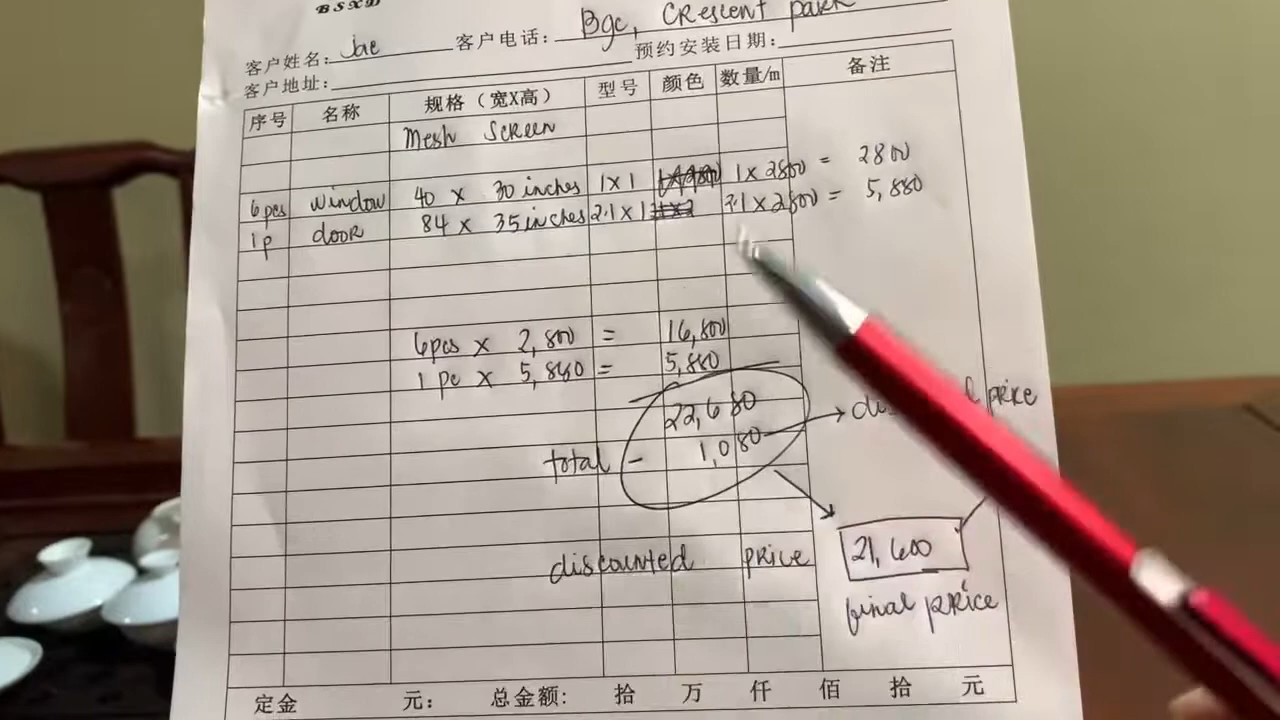 BSXD
客户姓名: Jae 客户电话: Bgc, Crescent Park
客户地址: 预约安装日期:
序号 名称 规格（宽X高） 型号 颜色 数量/m 备注
Mesh Screen
6pcs window 40 x 30 inches 1x1 1 x 2800 = 2800
1p door 84 x 35 inches 2.1 x 1 2.1 x 2800 = 5,880
6pcs x 2,800 = 16,800
1 pc x 5,880 = 5,880
22,680
total - 1,080 → price
discounted price 21,600
final price
定金 元: 总金额: 拾 万 仟 佰 拾 元